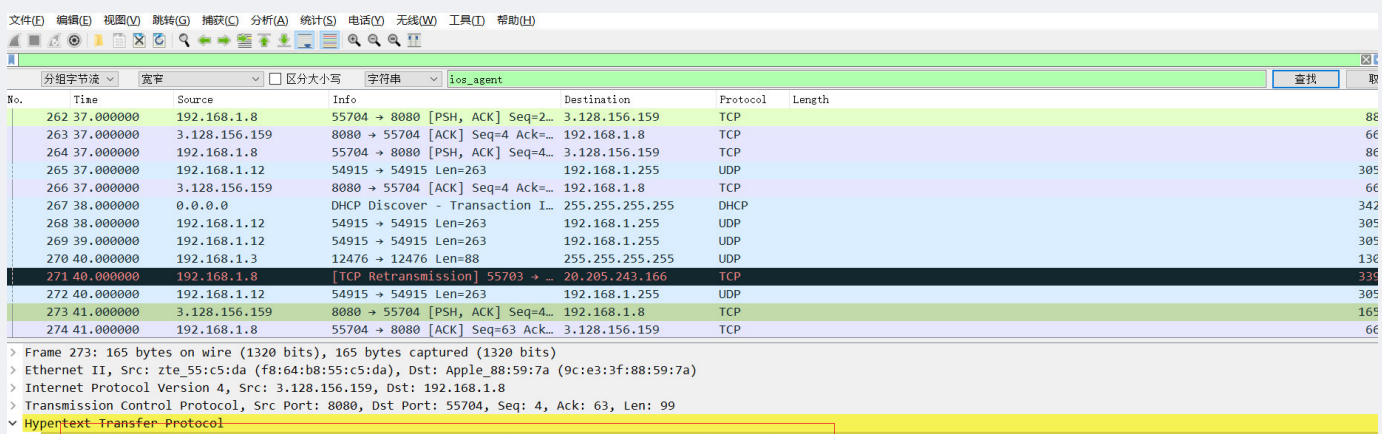 文件(F) 编辑(E) 视图(V) 跳转(G) 捕获(C) 分析(A) 统计(S) 电话(Y) 无线(W) 工具(T) 帮助(H)
分组字节流 宽窄 区分大小写 字符串 ios_agent 查找
No. Time Source Info Destination Protocol Length
262 37.000000 192.168.1.8 55704 → 8080 [PSH, ACK] Seq=2… 3.128.156.159 TCP 88
263 37.000000 3.128.156.159 8080 → 55704 [ACK] Seq=4 Ack=… 192.168.1.8 TCP 66
264 37.000000 192.168.1.8 55704 → 8080 [PSH, ACK] Seq=4… 3.128.156.159 TCP 86
265 37.000000 192.168.1.12 54915 → 54915 Len=263 192.168.1.255 UDP 305
266 37.000000 3.128.156.159 8080 → 55704 [ACK] Seq=4 Ack=… 192.168.1.8 TCP 66
267 38.000000 0.0.0.0 DHCP Discover - Transaction I… 255.255.255.255 DHCP 342
268 38.000000 192.168.1.12 54915 → 54915 Len=263 192.168.1.255 UDP 305
269 39.000000 192.168.1.12 54915 → 54915 Len=263 192.168.1.255 UDP 305
270 40.000000 192.168.1.3 12476 → 12476 Len=88 255.255.255.255 UDP 130
271 40.000000 192.168.1.8 [TCP Retransmission] 55703 → … 20.205.243.166 TCP 339
272 40.000000 192.168.1.12 54915 → 54915 Len=263 192.168.1.255 UDP 305
273 41.000000 3.128.156.159 8080 → 55704 [PSH, ACK] Seq=4… 192.168.1.8 TCP 165
274 41.000000 192.168.1.8 55704 → 8080 [ACK] Seq=63 Ack… 3.128.156.159 TCP 66
Frame 273: 165 bytes on wire (1320 bits), 165 bytes captured (1320 bits)
Ethernet II, Src: zte_55:c5:da (f8:64:b8:55:c5:da), Dst: Apple_88:59:7a (9c:e3:3f:88:59:7a)
Internet Protocol Version 4, Src: 3.128.156.159, Dst: 192.168.1.8
Transmission Control Protocol, Src Port: 8080, Dst Port: 55704, Seq: 4, Ack: 63, Len: 99
Hypertext Transfer Protocol